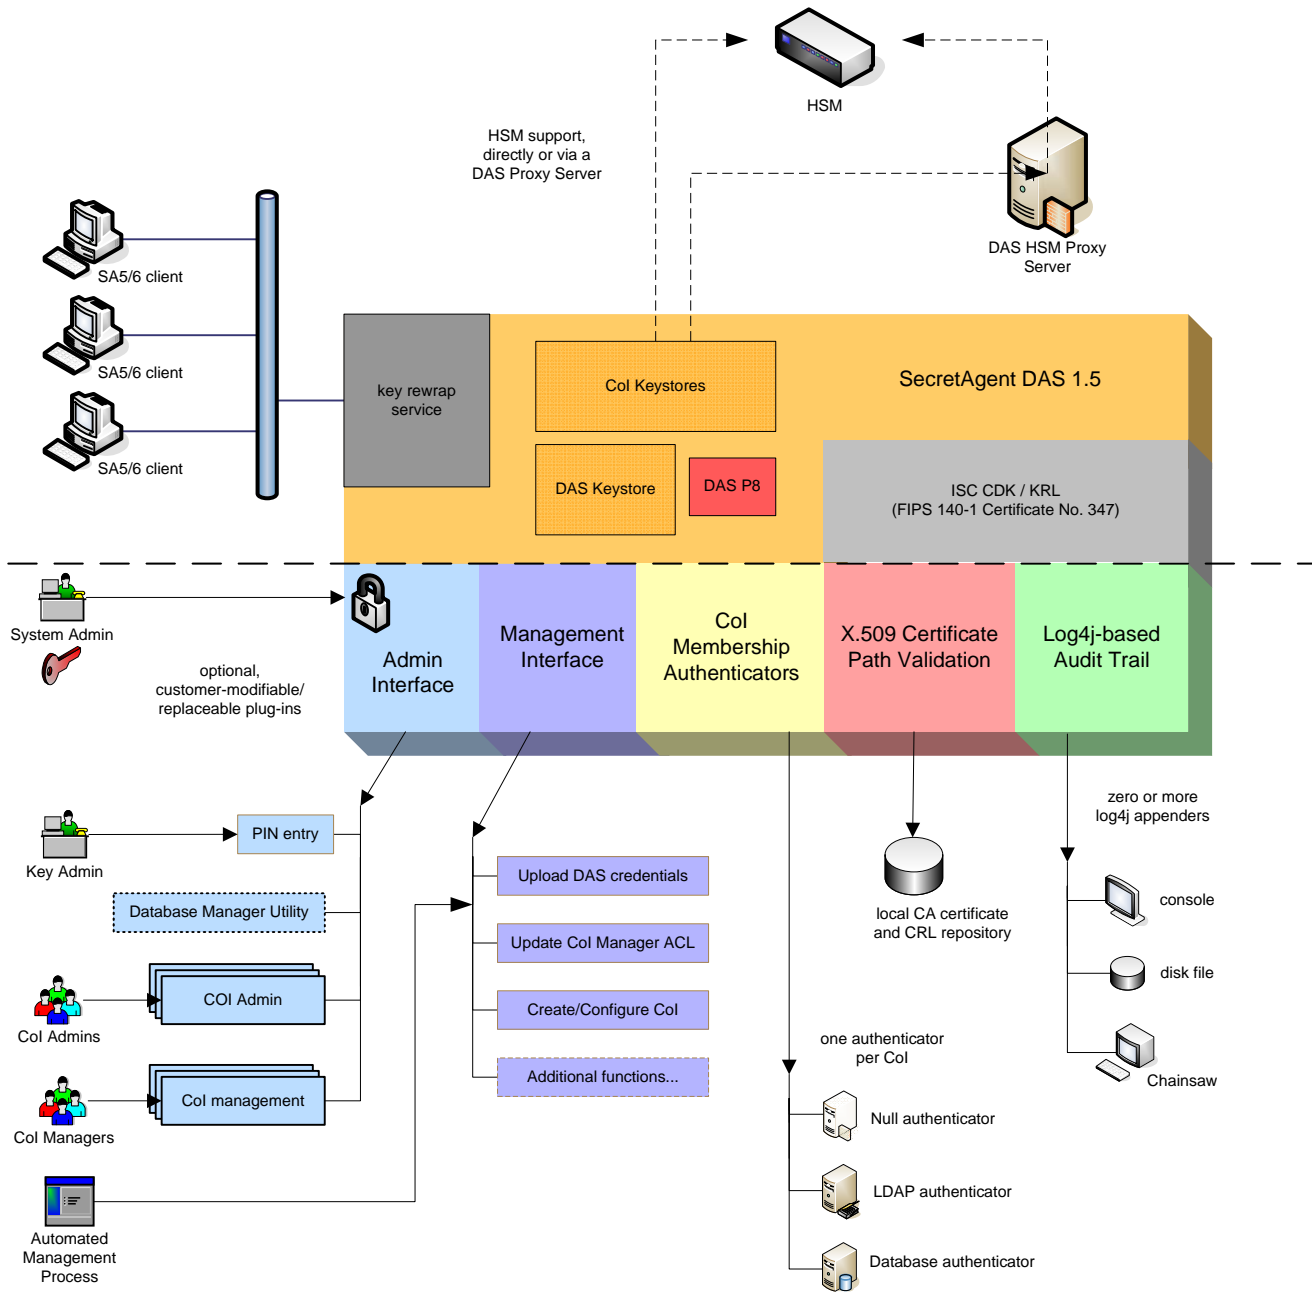 HSM
HSM support,
directly or via a
DAS Proxy Server
DAS HSM Proxy
Server
SA5/6 client
SA5/6 client
SA5/6 client
key rewrap
service
CoI Keystores
SecretAgent DAS 1.5
DAS Keystore
DAS P8
ISC CDK / KRL
(FIPS 140-1 Certificate No. 347)
System Admin
optional,
customer-modifiable/
replaceable plug-ins
Admin
Interface
Management
Interface
CoI
Membership
Authenticators
X.509 Certificate
Path Validation
Log4j-based
Audit Trail
Key Admin
PIN entry
Database Manager Utility
CoI Admins
COI Admin
CoI Managers
CoI management
Automated
Management
Process
Upload DAS credentials
Update CoI Manager ACL
Create/Configure CoI
Additional functions...
one authenticator
per CoI
Null authenticator
LDAP authenticator
Database authenticator
local CA certificate
and CRL repository
zero or more
log4j appenders
console
disk file
Chainsaw